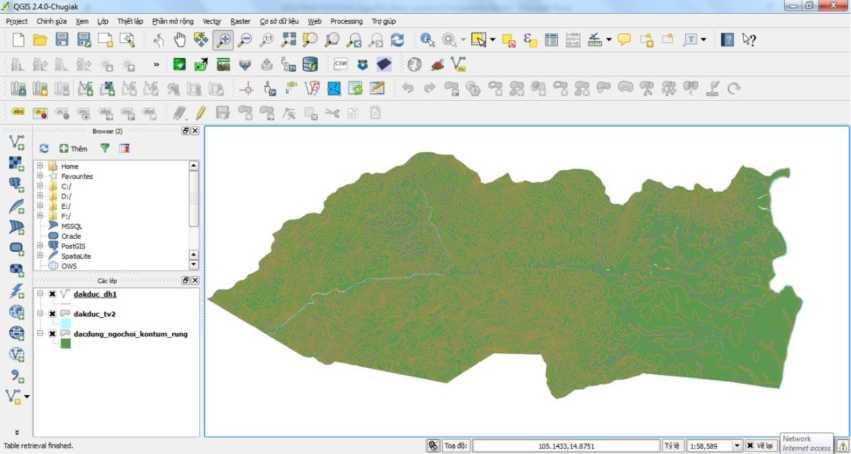 QGIS 2.4.0-Chugiak
Project Chỉnh sửa Xem Lớp Thiết lập Phần mở rộng Vector Raster Cơ sở dữ liệu Web Processing Trợ giúp
CSW
abc
Browser (2)
Thêm
Home
Favourites
C:/
D:/
E:/
F:/
MSSQL
Oracle
PostGIS
SpatiaLite
OWS
Các lớp
dakduc_dh1
dakduc_tv2
dacdung_ngochoi_kontum_rung
Table retrieval finished.
Toạ độ: 105.1433,14.8751 Tỷ lệ 1:58,589 Vẽ lại
Network
Internet access